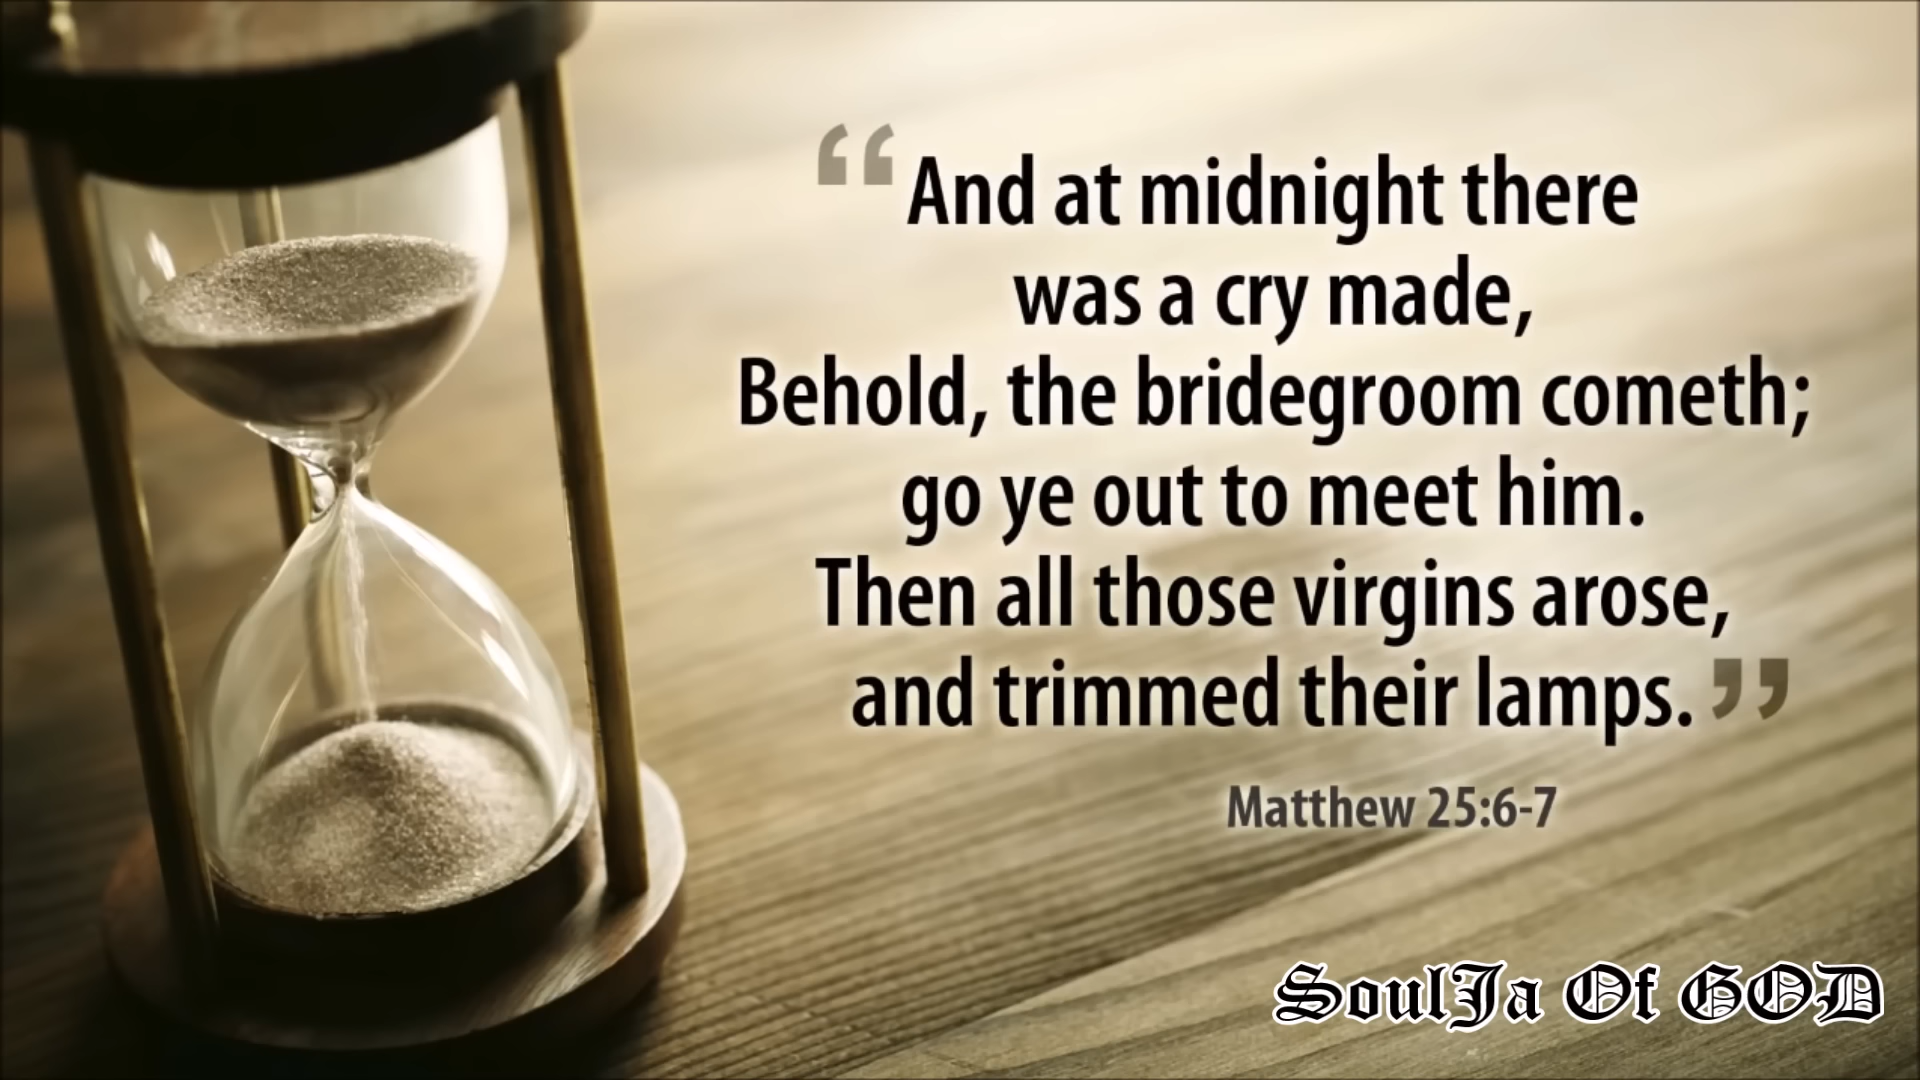 “And at midnight there
was a cry made,
Behold, the bridegroom cometh;
go ye out to meet him.
Then all those virgins arose,
and trimmed their lamps.”
Matthew 25:6-7
SoulJa Of GOD